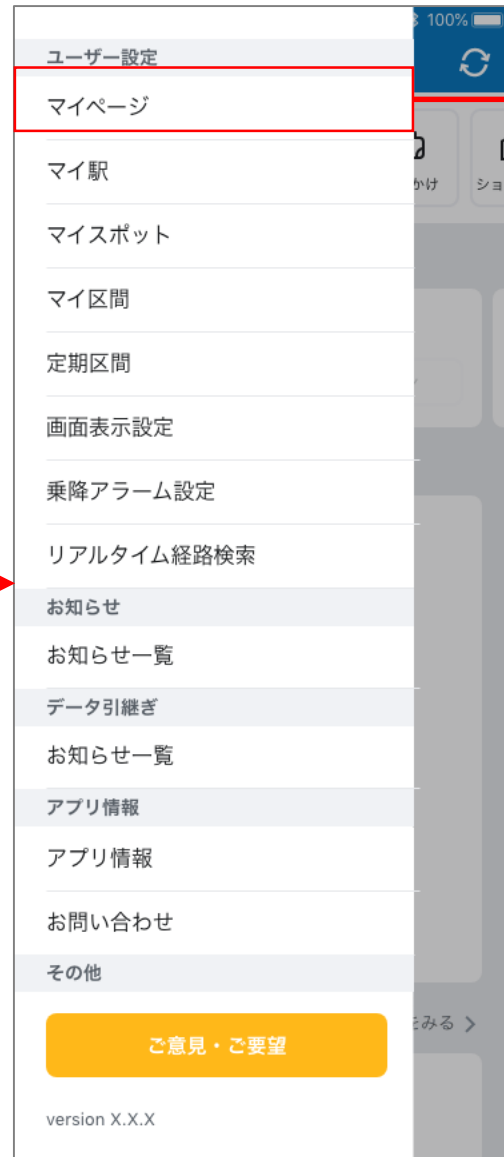 100%
ユーザー設定
マイページ
かけ
ショ
マイ駅
マイスポット
マイ区間
定期区間
画面表示設定
乗降アラーム設定
リアルタイム経路検索
お知らせ
お知らせ一覧
データ引継ぎ
お知らせ一覧
アプリ情報
アプリ情報
お問い合わせ
その他
ご意見・ご要望
をみる
version X.X.X